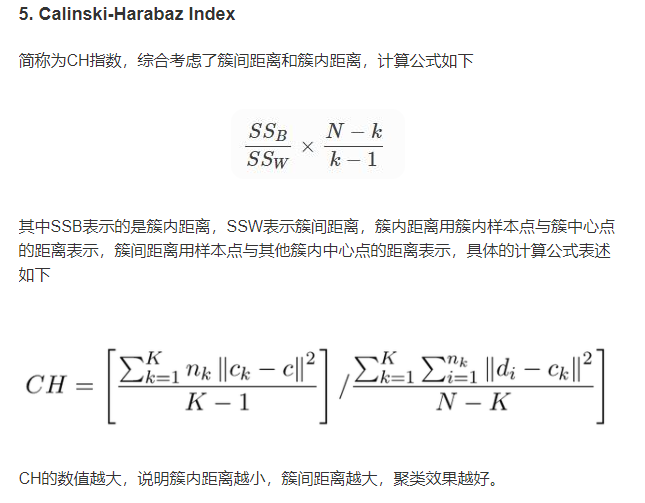 5. Calinski-Harabaz Index
简称为CH指数，综合考虑了簇间距离和簇内距离，计算公式如下
\frac{SS_B}{SS_W} \times \frac{N-k}{k-1}
其中SSB表示的是簇内距离，SSW表示簇间距离，簇内距离用簇内样本点与簇中心点
的距离表示，簇间距离用样本点与其他簇内中心点的距离表示，具体的计算公式表述
如下
CH = \left[ \frac{\sum_{k=1}^{K} n_k \|c_k - c\|^2}{K-1} \right] / \left. \frac{\sum_{k=1}^{K} \sum_{i=1}^{n_k} \|d_i - c_k\|^2}{N-K} \right]
CH的数值越大，说明簇内距离越小，簇间距离越大，聚类效果越好。